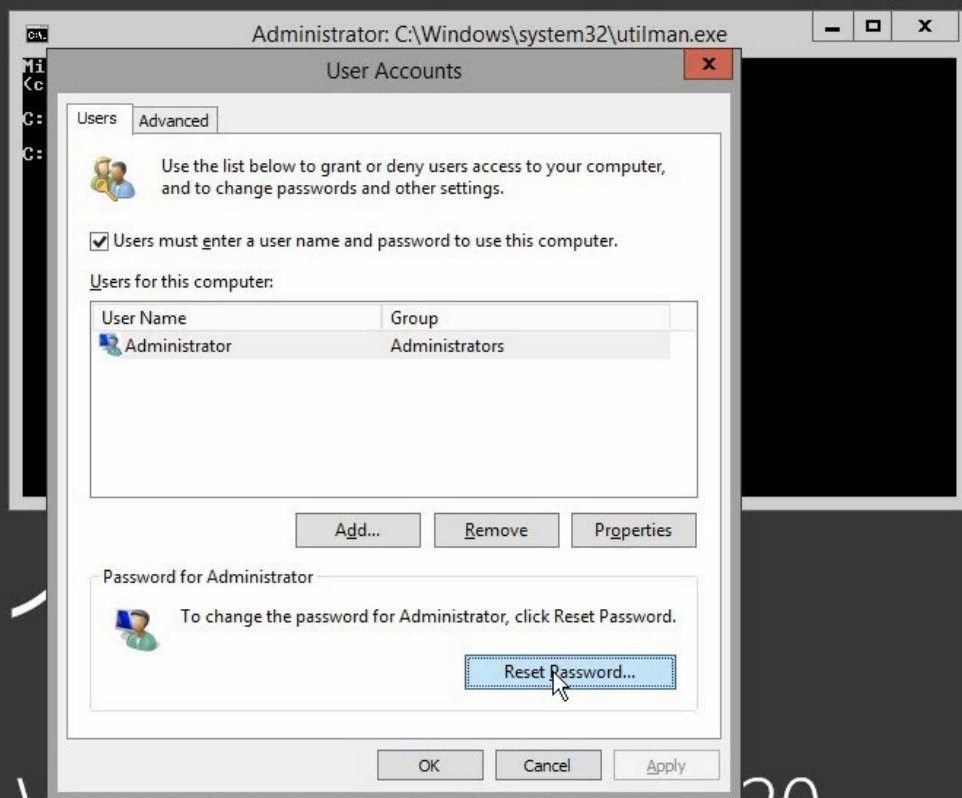 Administrator: C:\Windows\system32\utilman.exe
Mi
User Accounts
<c
C:
C:
Users
Advanced
Use the list below to grant or deny users access to your computer,
and to change passwords and other settings.
Users must enter a user name and password to use this computer.
Users for this computer:
User Name Group
Administrator Administrators
Add... Remove Properties
Password for Administrator
To change the password for Administrator, click Reset Password.
Reset Password...
OK Cancel Apply